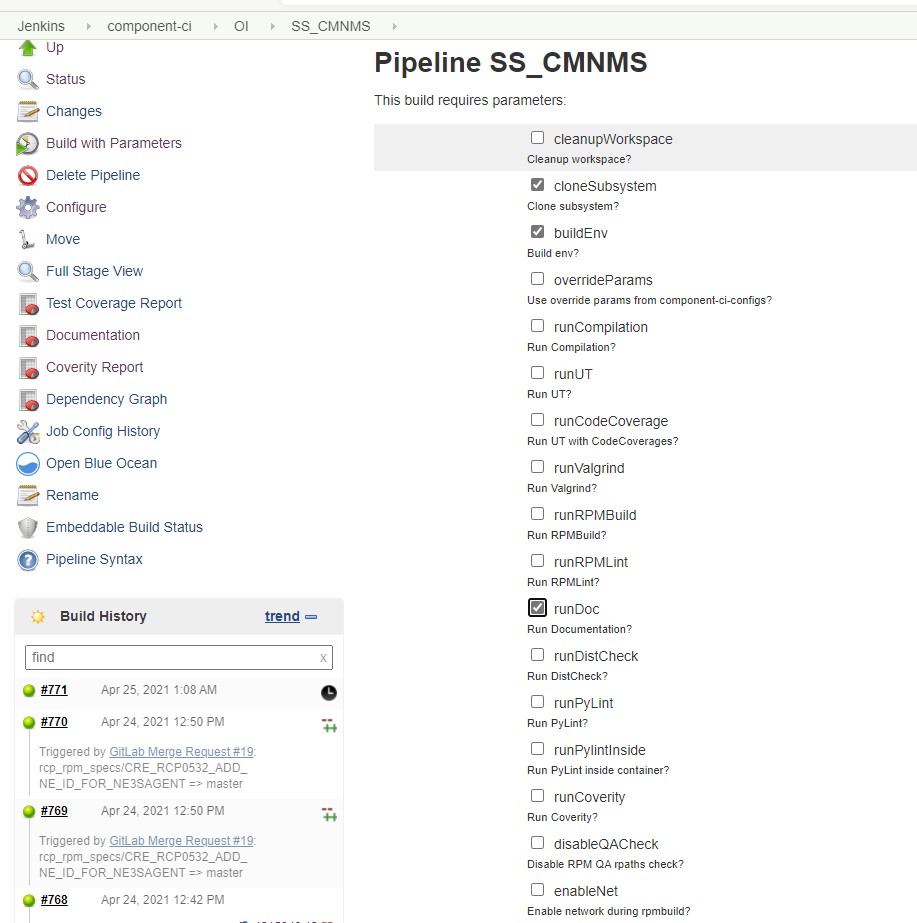 Jenkins component-ci OI SS_CMNMS
Up
Status
Changes
Build with Parameters
Delete Pipeline
Configure
Move
Full Stage View
Test Coverage Report
Documentation
Coverity Report
Dependency Graph
Job Config History
Open Blue Ocean
Rename
Embeddable Build Status
Pipeline Syntax
Build History trend
find x
#771 Apr 25, 2021 1:08 AM
#770 Apr 24, 2021 12:50 PM
Triggered by GitLab Merge Request #19:
rcp_rpm_specs/CRE_RCP0532_ADD_
NE_ID_FOR_NE3SAGENT => master
#769 Apr 24, 2021 12:50 PM
Triggered by GitLab Merge Request #19:
rcp_rpm_specs/CRE_RCP0532_ADD_
NE_ID_FOR_NE3SAGENT => master
#768 Apr 24, 2021 12:42 PM
Pipeline SS_CMNMS
This build requires parameters:
cleanupWorkspace
Cleanup workspace?
cloneSubsystem
Clone subsystem?
buildEnv
Build env?
overrideParams
Use override params from component-ci-configs?
runCompilation
Run Compilation?
runUT
Run UT?
runCodeCoverage
Run UT with CodeCoverages?
runValgrind
Run Valgrind?
runRPMBuild
Run RPMBuild?
runRPMLint
Run RPMLint?
runDoc
Run Documentation?
runDistCheck
Run DistCheck?
runPyLint
Run PyLint?
runPylintInside
Run PyLint inside container?
runCoverity
Run Coverity?
disableQACheck
Disable RPM QA rpaths check?
enableNet
Enable network during rpmbuild?